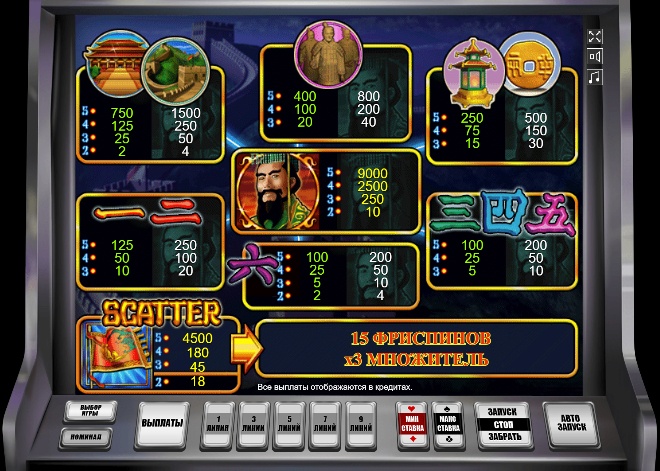 5 750 1500
4 125 250
3 25 50
2 2 4
5 400 800
4 100 200
3 20 40
5 250 500
4 75 150
3 15 30
5 9000
4 2500
3 250
2 10
一 二
5 125 250
4 50 100
3 10 20
六
5 100 200
4 25 50
3 5 10
2 2 4
三 四 五
5 100 200
4 25 50
3 5 10
SCATTER
5 4500
4 180
3 45
2 18
15 ФРИСПИНОВ
x3 МНОЖИТЕЛЬ
Все выплаты отображаются в кредитах.
ВЫБОР
ИГРЫ
НОМИНАЛ
ВЫПЛАТЫ
1
ЛИНИЯ
3
ЛИНИИ
5
ЛИНИЙ
7
ЛИНИЙ
9
ЛИНИЙ
МИН
СТАВКА
МАКС
СТАВКА
ЗАПУСК
СТОП
ЗАБРАТЬ
АВТО
ЗАПУСК